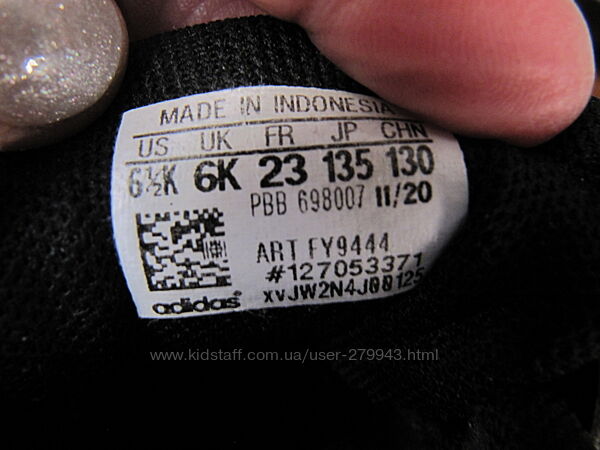 MADE IN INDONESIA
US UK FR JP CHN
6½K 6K 23 135 130
PBB 698007 11/20
ART FY9444
#127053371
adidas® xvJW2N4J00125
www.kidstaff.com.ua/user-279943.html